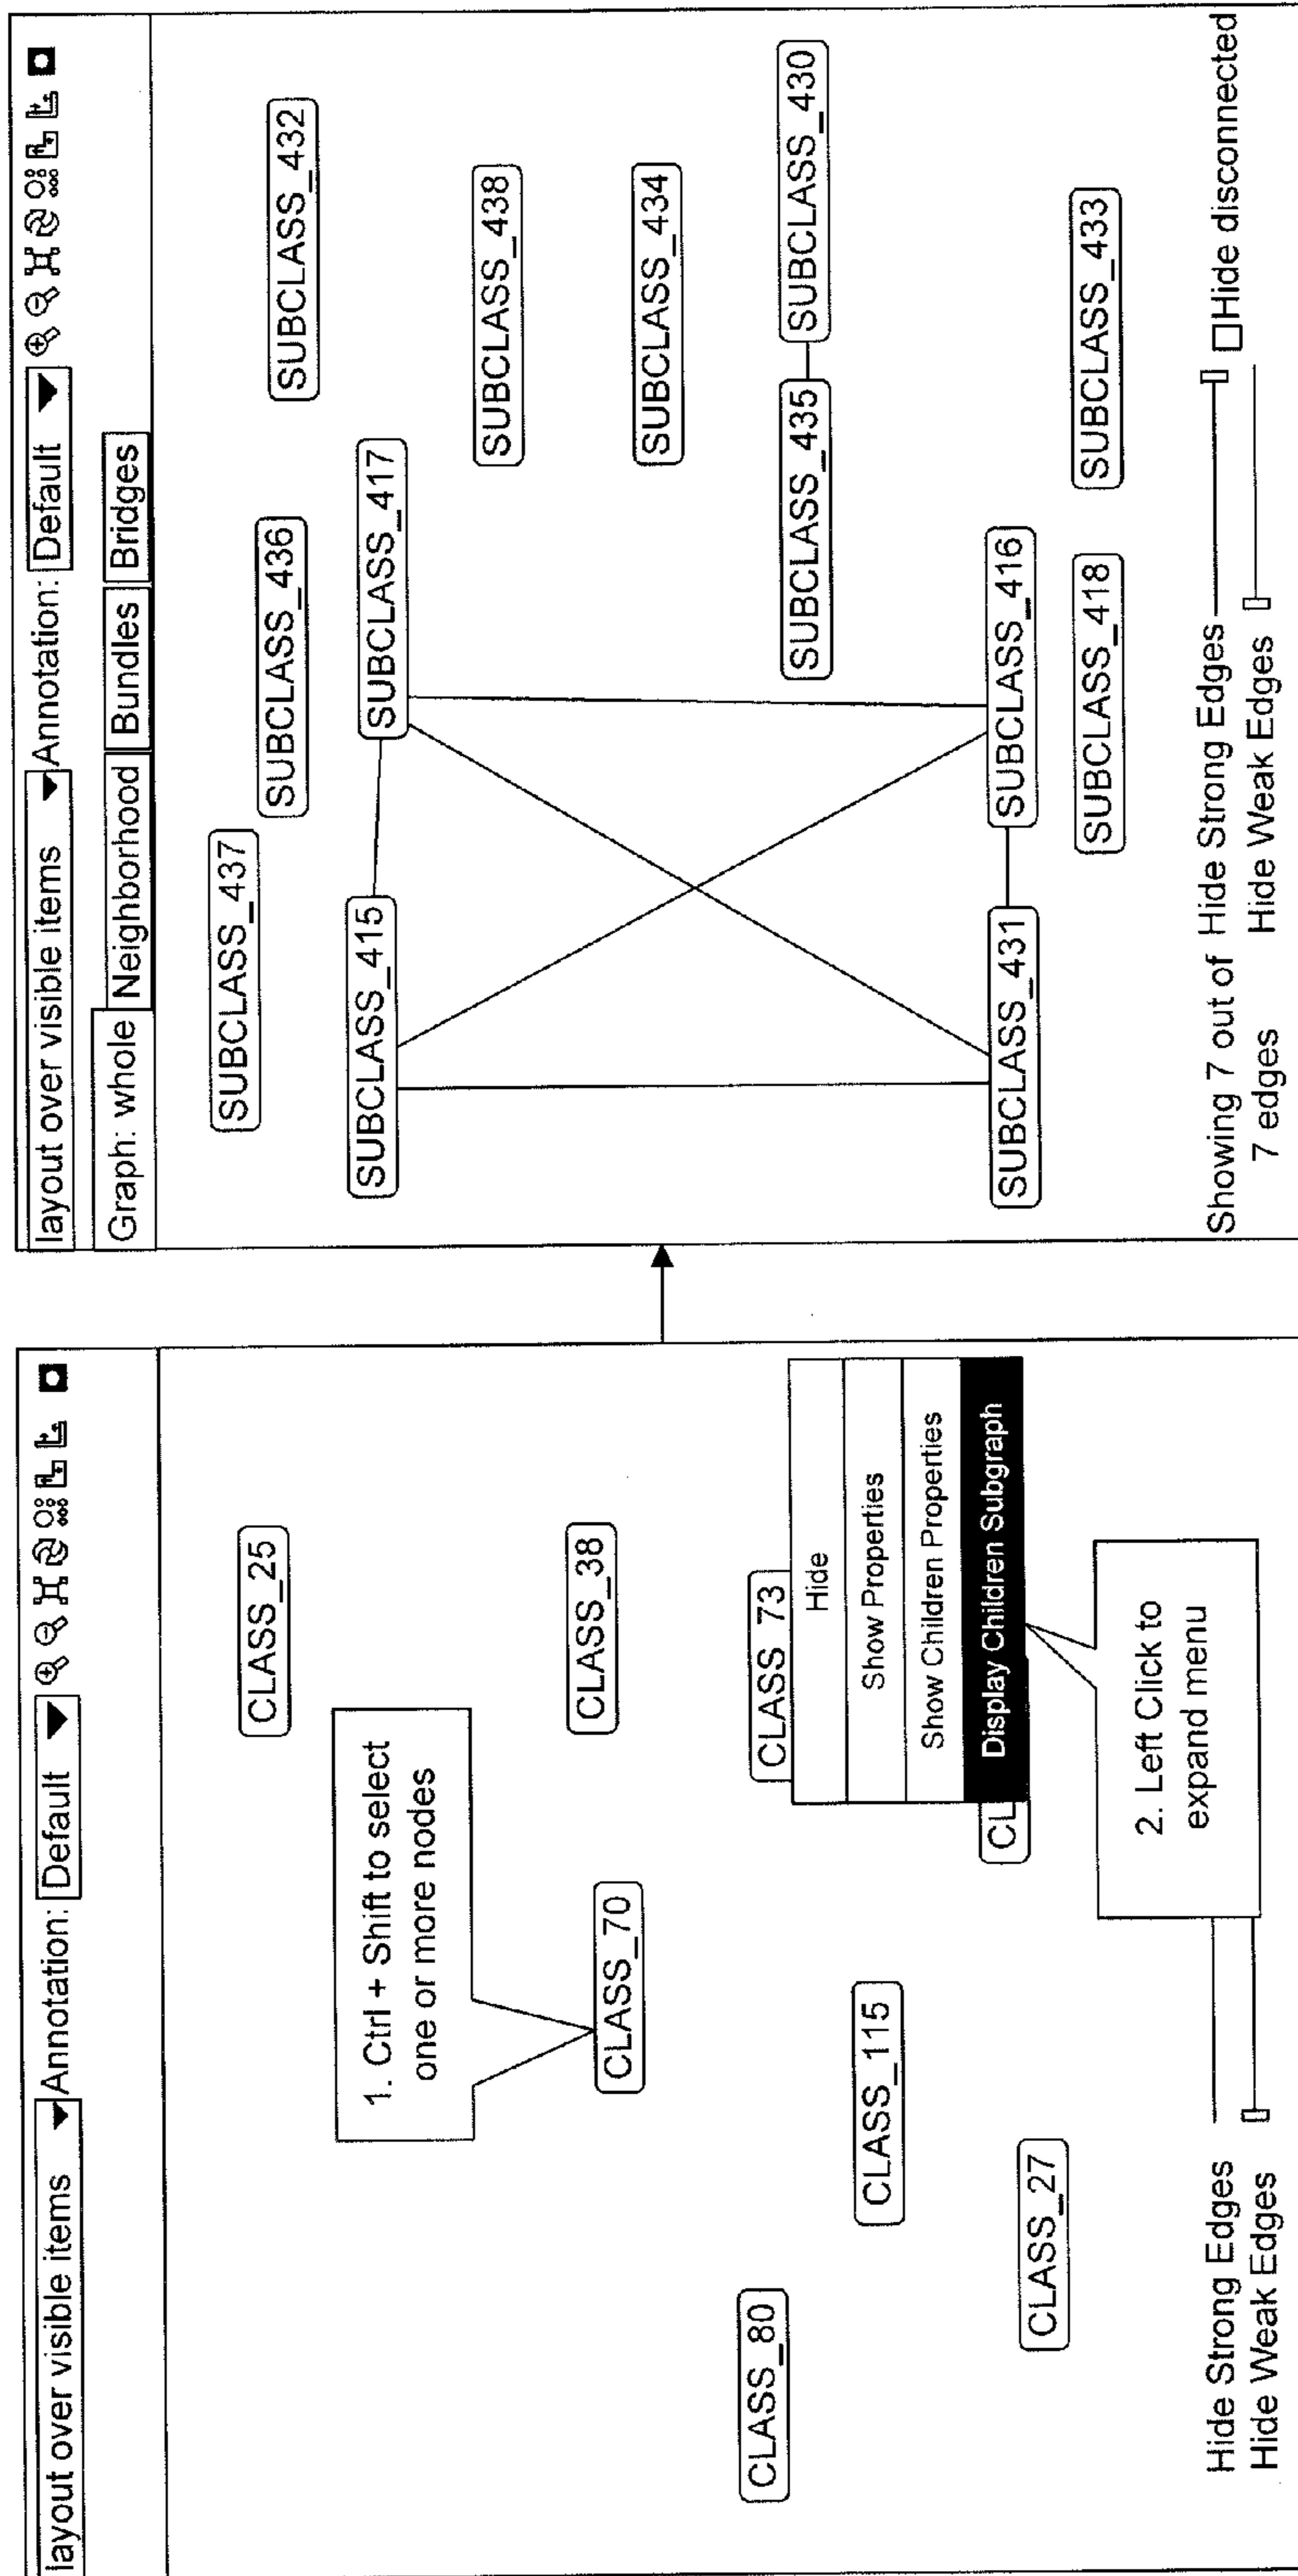 layout over visible items Annotation: Default
CLASS_25
1. Ctrl + Shift to select
one or more nodes
CLASS_38
CLASS_70
CLASS_73
Hide
Show Properties
Show Children Properties
Display Children Subgraph
CLASS_80
CLASS_115
CL
CLASS_27
2. Left Click to
expand menu
Hide Strong Edges
Hide Weak Edges
layout over visible items Annotation: Default
Graph: whole Neighborhood Bundles Bridges
SUBCLASS_437
SUBCLASS_436
SUBCLASS_432
SUBCLASS_415
SUBCLASS_417
SUBCLASS_438
SUBCLASS_434
SUBCLASS_435
SUBCLASS_430
SUBCLASS_431
SUBCLASS_416
SUBCLASS_418
SUBCLASS_433
Showing 7 out of Hide Strong Edges Hide disconnected
7 edges Hide Weak Edges